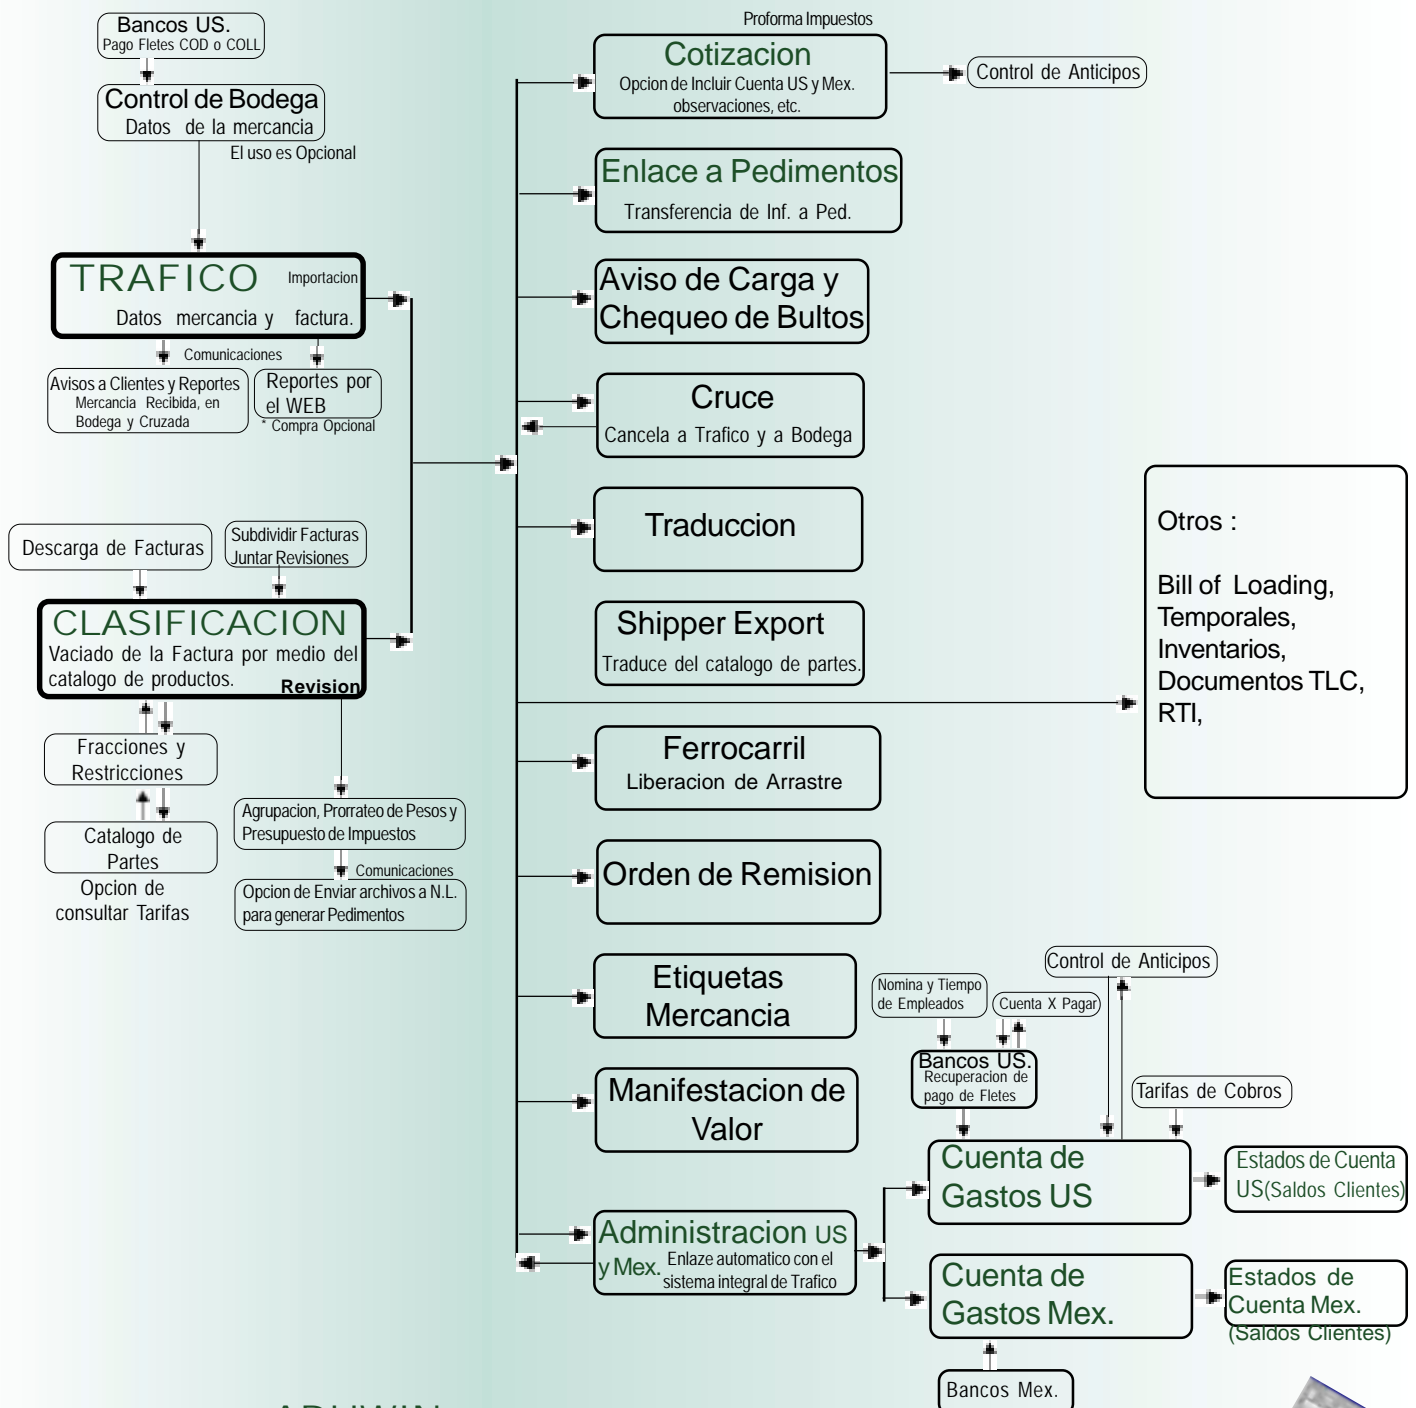 Bancos US.
Pago Fletes COD o COLL
Control de Bodega
Datos de la mercancia
El uso es Opcional
TRAFICO Importacion
Datos mercancia y factura.
Comunicaciones
Avisos a Clientes y Reportes
Mercancia Recibida, en
Bodega y Cruzada
Reportes por
el WEB
* Compra Opcional
Descarga de Facturas
Subdividir Facturas
Juntar Revisiones
CLASIFICACION
Vaciado de la Factura por medio del
catalogo de productos. Revision
Fracciones y
Restricciones
Catalogo de
Partes
Opcion de
consultar Tarifas
Agrupacion, Prorrateo de Pesos y
Presupuesto de Impuestos
Comunicaciones
Opcion de Enviar archivos a N.L.
para generar Pedimentos
Proforma Impuestos
Cotizacion
Opcion de Incluir Cuenta US y Mex.
observaciones, etc.
Control de Anticipos
Enlace a Pedimentos
Transferencia de Inf. a Ped.
Aviso de Carga y
Chequeo de Bultos
Cruce
Cancela a Trafico y a Bodega
Traduccion
Shipper Export
Traduce del catalogo de partes.
Otros :
Bill of Loading,
Temporales,
Inventarios,
Documentos TLC,
RTI,
Ferrocarril
Liberacion de Arrastre
Orden de Remision
Etiquetas
Mercancia
Manifestacion de
Valor
Administracion US
y Mex. Enlaze automatico con el
sistema integral de Trafico
Control de Anticipos
Nomina y Tiempo
de Empleados
Cuenta X Pagar
Bancos US.
Recuperacion de
pago de Fletes
Tarifas de Cobros
Cuenta de
Gastos US
Estados de Cuenta
US(Saldos Clientes)
Cuenta de
Gastos Mex.
Estados de
Cuenta Mex.
(Saldos Clientes)
Bancos Mex.
ADUWIN